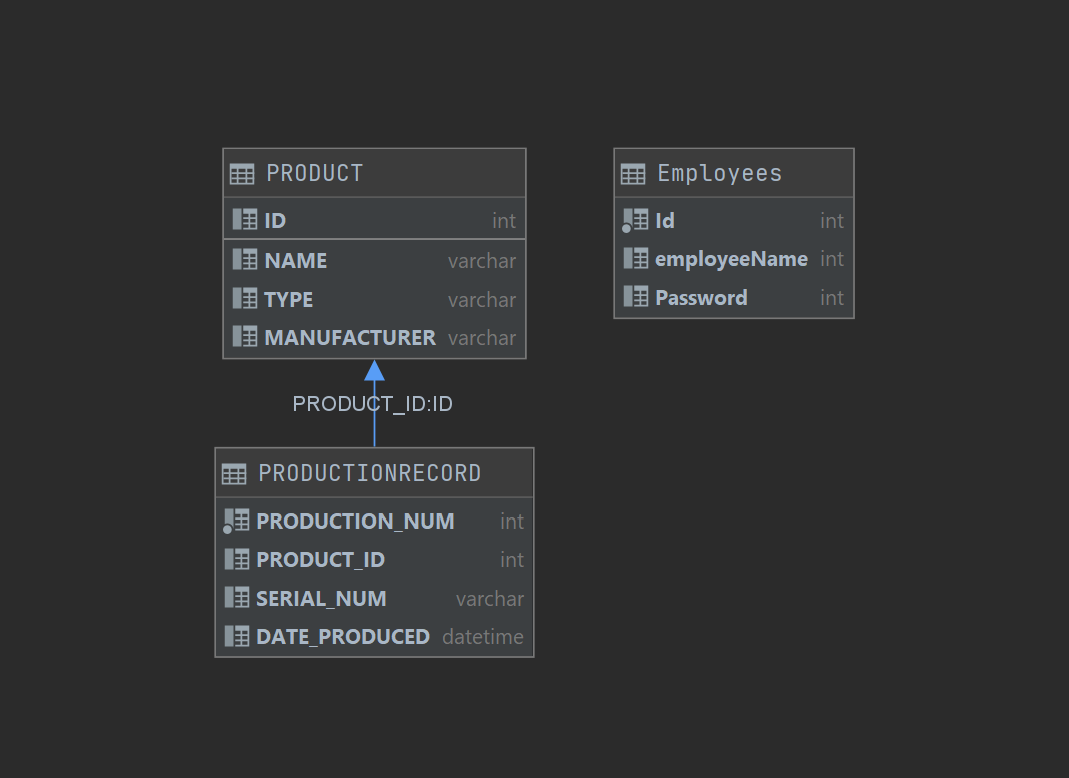 PRODUCT
ID int
NAME varchar
TYPE varchar
MANUFACTURER varchar
PRODUCT_ID:ID
PRODUCTIONRECORD
PRODUCTION_NUM int
PRODUCT_ID int
SERIAL_NUM varchar
DATE_PRODUCED datetime
Employees
Id int
employeeName int
Password int